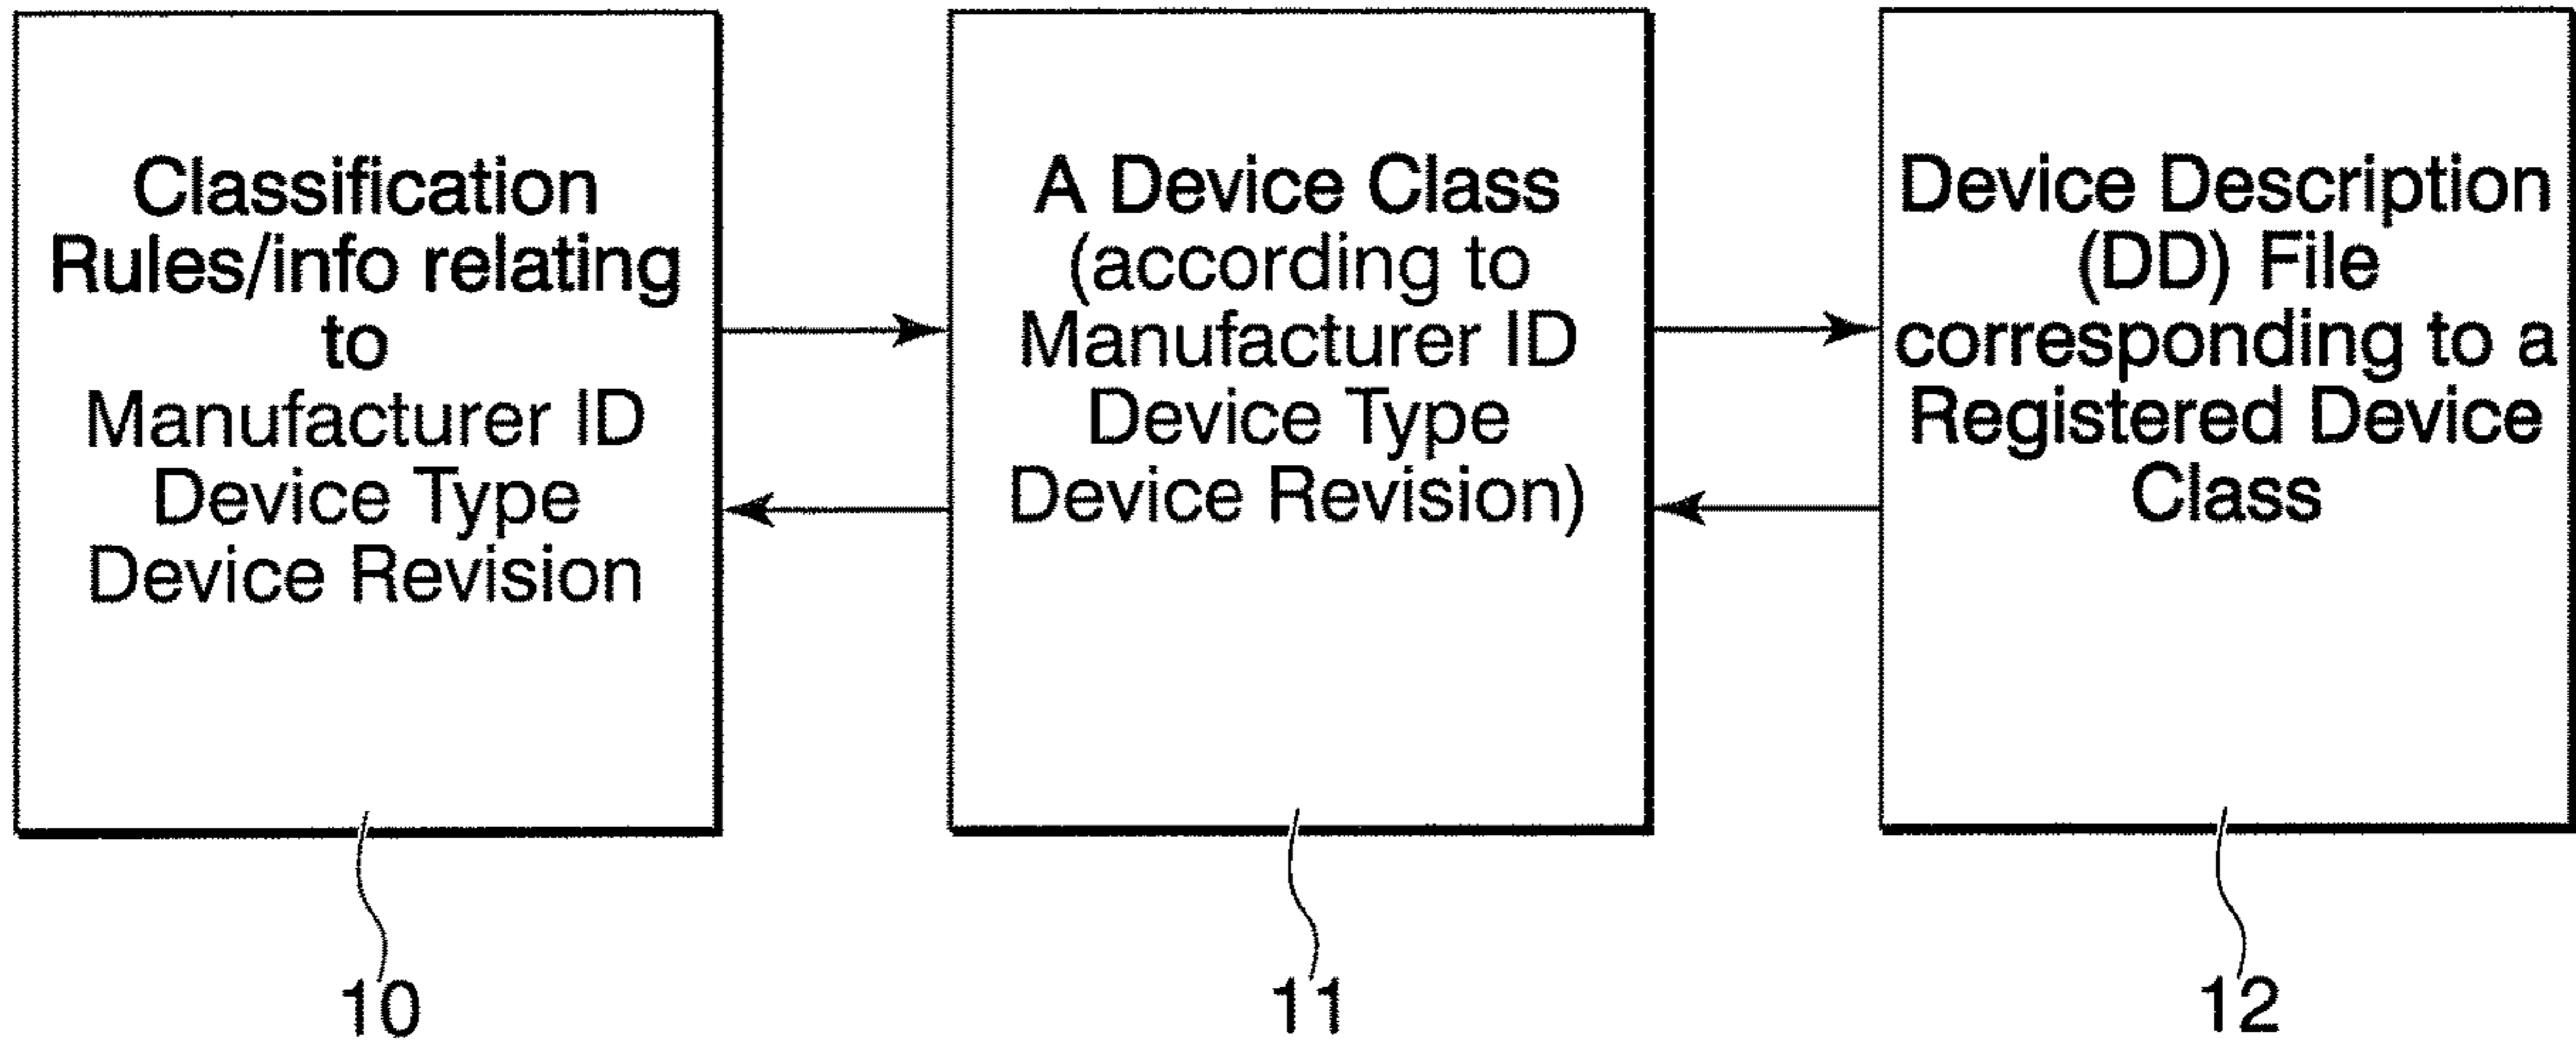 Classification
Rules/info relating
to
Manufacturer ID
Device Type
Device Revision
A Device Class
(according to
Manufacturer ID
Device Type
Device Revision)
Device Description
(DD) File
corresponding to a
Registered Device
Class
10
11
12